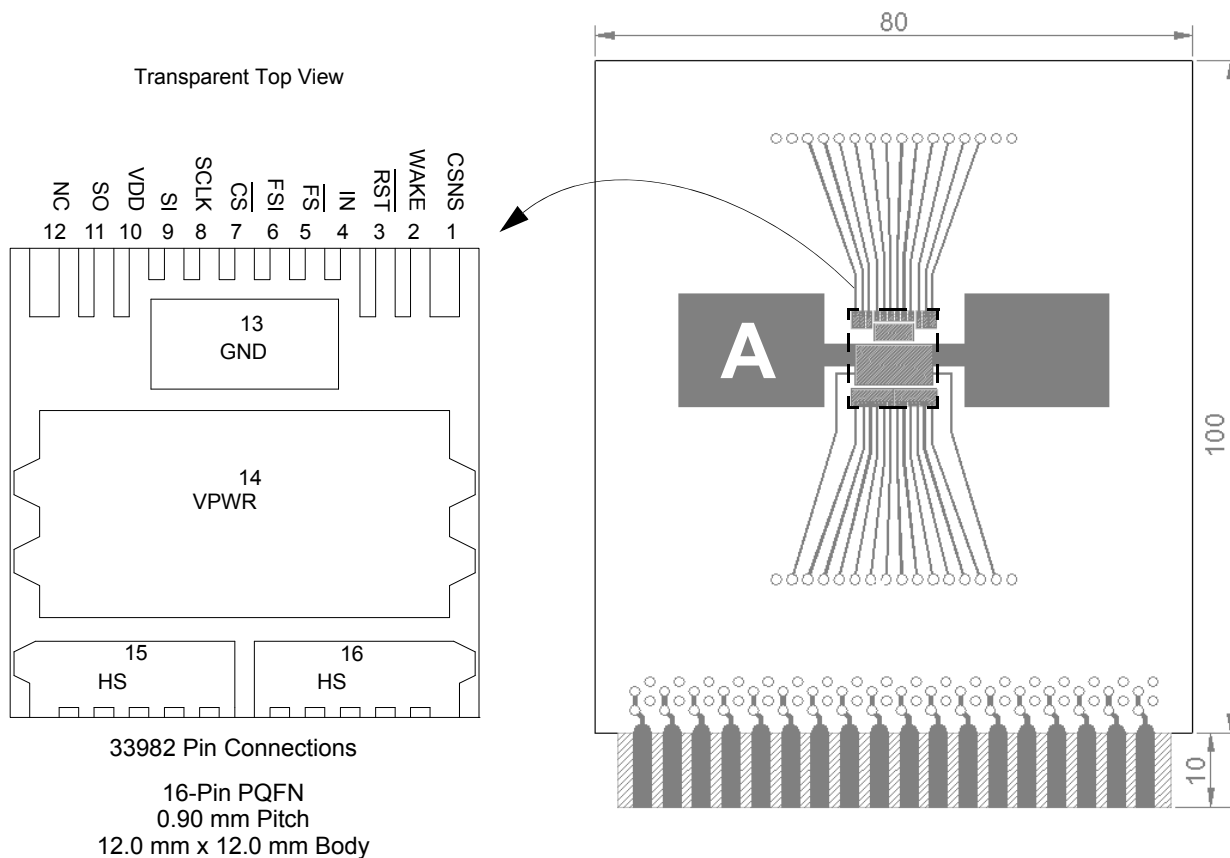 80
Transparent Top View
NC
SO
VDD
SI
SCLK
CS
FSI
FS
IN
RST
WAKE
CSNS
12 11 10 9 8 7 6 5 4 3 2 1
13
GND
14
VPWR
15
HS
16
HS
A
100
10
33982 Pin Connections
16-Pin PQFN
0.90 mm Pitch
12.0 mm x 12.0 mm Body